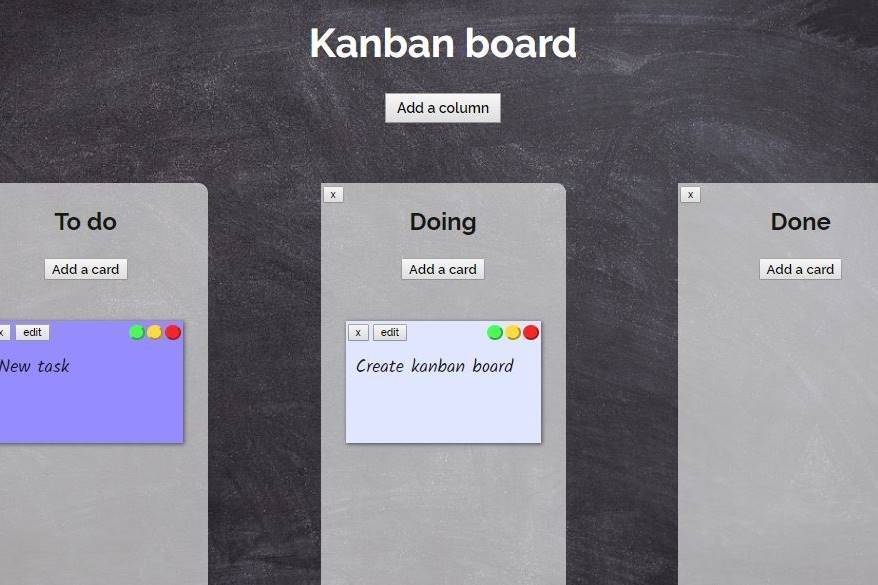 Kanban board
Add a column
To do
Add a card
x edit
New task
x
Doing
Add a card
x edit
Create kanban board
x
Done
Add a card